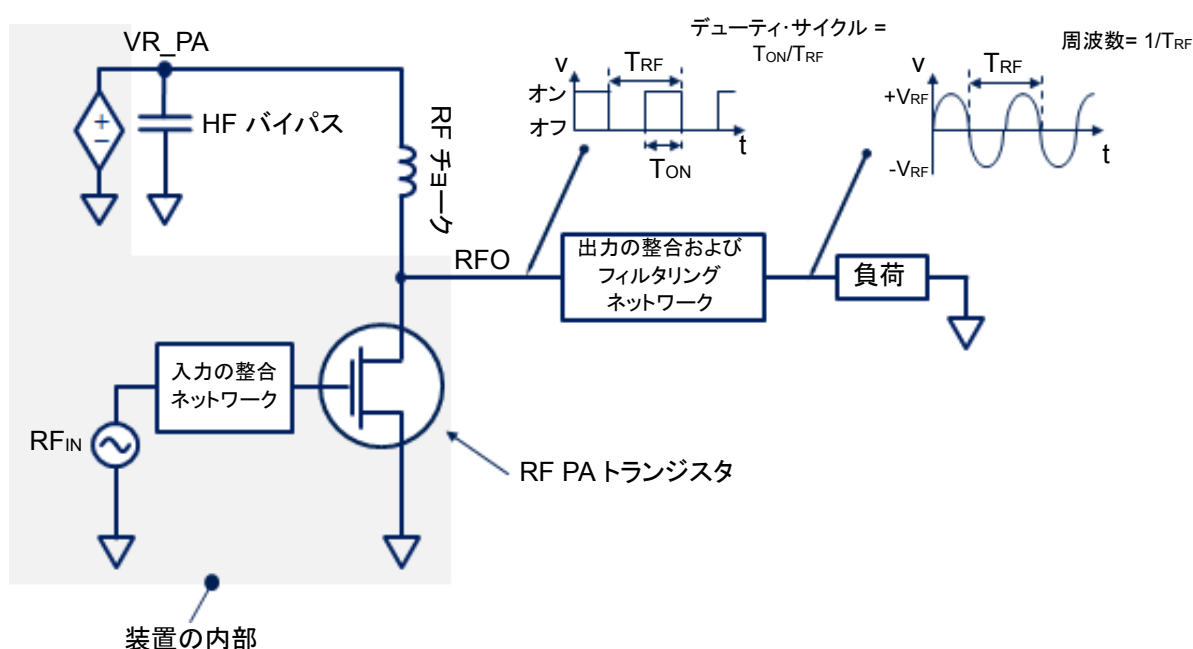 VR_PA
HF バイパス
RF チョーク
デューティ・サイクル =
TON/TRF
周波数= 1/TRF
V
TRF
オン
オフ
t
TON
V
TRF
+VRF
-VRF
t
RFO
出力の整合および
フィルタリング
ネットワーク
負荷
入力の整合
ネットワーク
RFIN
RF PA トランジスタ
装置の内部